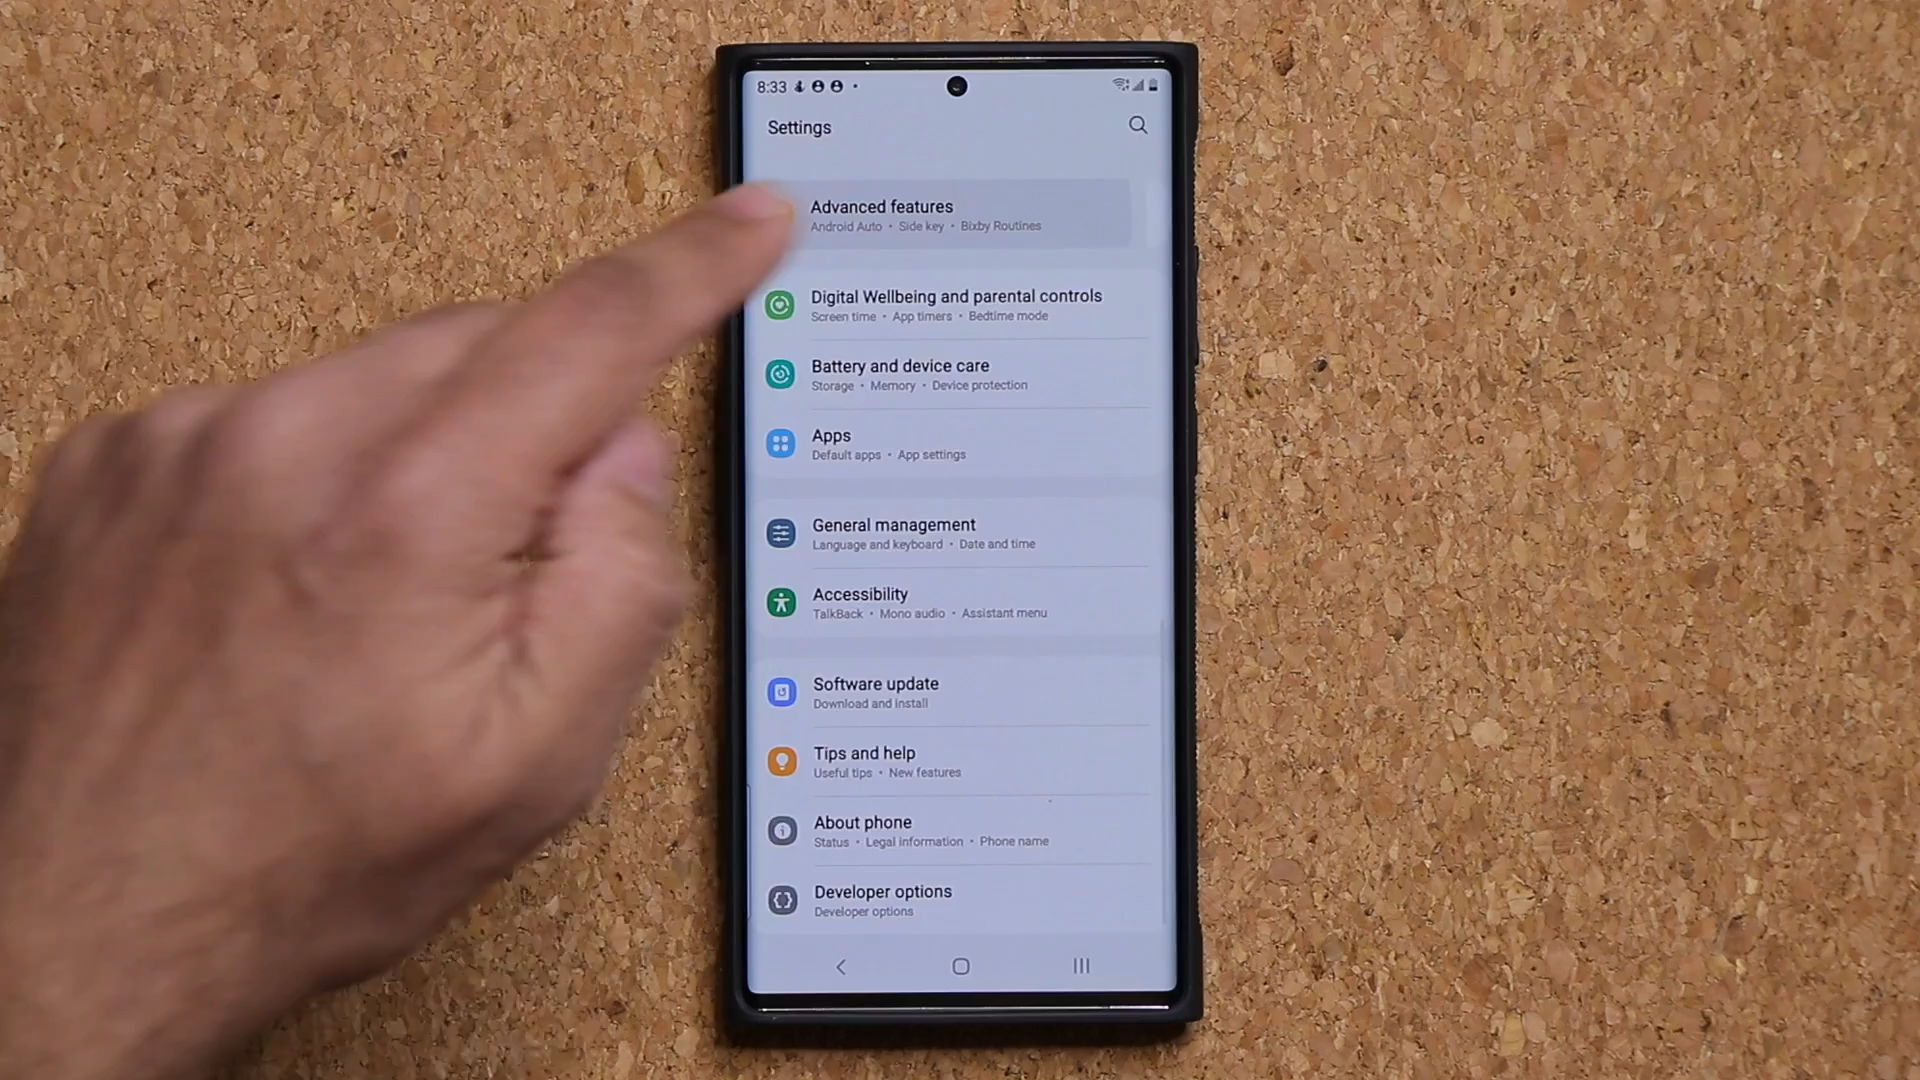 8:33
Settings
Advanced features
Android Auto • Side key • Bixby Routines
Digital Wellbeing and parental controls
Screen time • App timers • Bedtime mode
Battery and device care
Storage • Memory • Device protection
Apps
Default apps • App settings
General management
Language and keyboard • Date and time
Accessibility
TalkBack • Mono audio • Assistant menu
Software update
Download and install
Tips and help
Useful tips • New features
About phone
Status • Legal information • Phone name
Developer options
Developer options